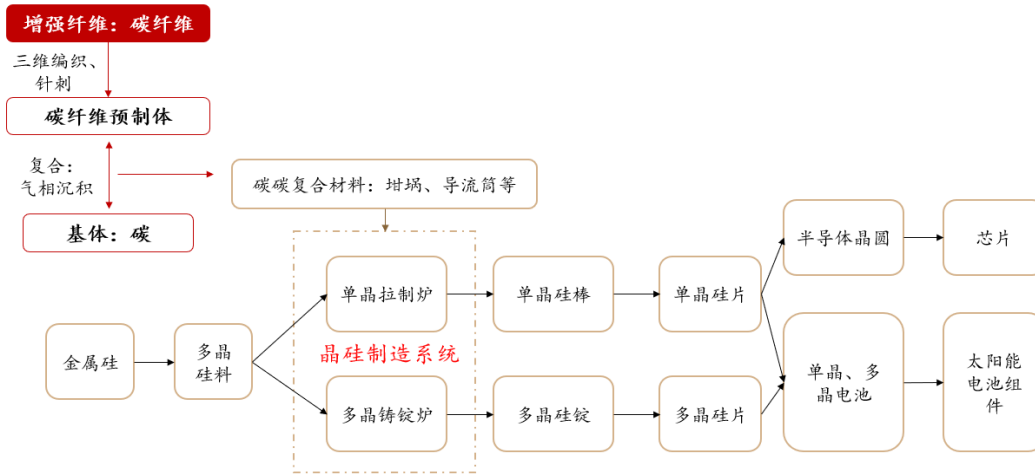 增强纤维：碳纤维
三维编织、
针刺
碳纤维预制体
复合：
气相沉积
基体：碳
碳碳复合材料：坩埚、导流筒等
半导体晶圆
芯片
单晶拉制炉
单晶硅棒
单晶硅片
晶硅制造系统
金属硅
多晶
硅料
多晶铸锭炉
多晶硅锭
多晶硅片
单晶、多
晶电池
太阳能
电池组
件